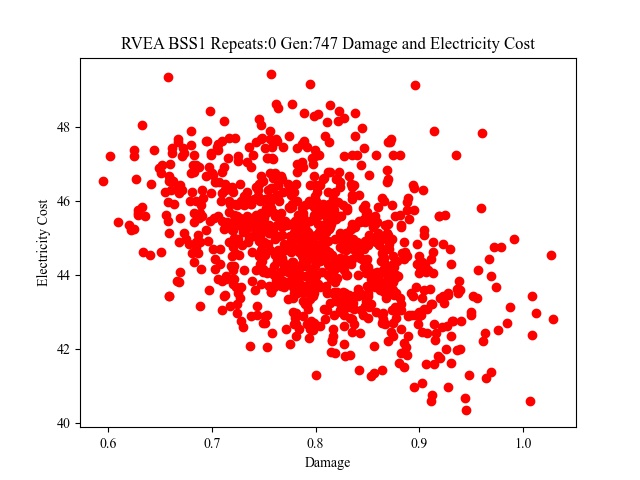 RVEA BSS1 Repeats:0 Gen:747 Damage and Electricity Cost
48
46
44
42
40
Electricity Cost
0.6 0.7 0.8 0.9 1.0
Damage